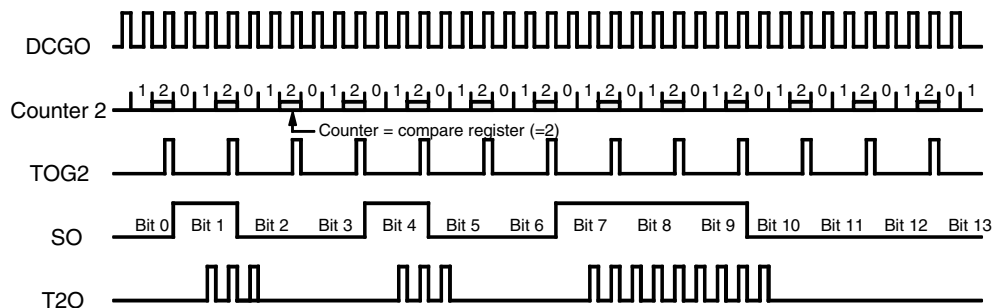 DCGO
1 2 0 1 2 0 1 2 0 1 2 0 1 2 0 1 2 0 1 2 0 1 2 0 1 2 0 1 2 0 1 2 0 1 2 0 1 2 0 1
Counter 2
Counter = compare register (=2)
TOG2
Bit 0 Bit 1 Bit 2 Bit 3 Bit 4 Bit 5 Bit 6 Bit 7 Bit 8 Bit 9 Bit 10 Bit 11 Bit 12 Bit 13
SO
T2O